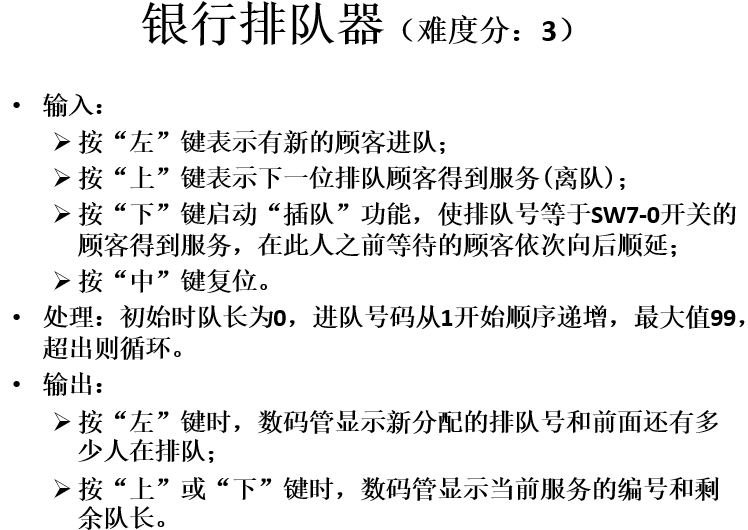 银行排队器（难度分：3）
• 输入：
➢按“左”键表示有新的顾客进队；
➢按“上”键表示下一位排队顾客得到服务(离队)；
➢按“下”键启动“插队”功能，使排队号等于SW7-0开关的
顾客得到服务，在此人之前等待的顾客依次向后顺延；
➢按“中”键复位。
• 处理：初始时队长为0，进队号码从1开始顺序递增，最大值99，
超出则循环。
• 输出：
➢按“左”键时，数码管显示新分配的排队号和前面还有多
少人在排队；
➢按“上”或“下”键时，数码管显示当前服务的编号和剩
余队长。